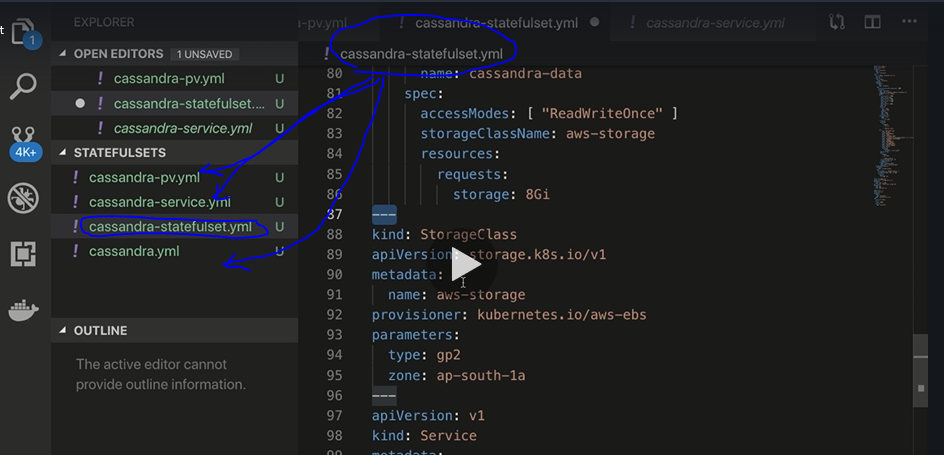 t
EXPLORER
OPEN EDITORS 1 UNSAVED
! cassandra-pv.yml U
cassandra-statefulset.... U
! cassandra-service.yml U
STATEFULSETS
! cassandra-pv.yml U
! cassandra-service.yml U
! cassandra-statefulset.yml U
! cassandra.yml U
OUTLINE
The active editor cannot
provide outline information.
1
4K+
-pv.yml
! cassandra-statefulset.yml
! cassandra-service.yml
! cassandra-statefulset.yml
80 name: cassandra-data
81 spec:
82 accessModes: [ "ReadWriteOnce" ]
83 storageClassName: aws-storage
84 resources:
85 requests:
86 storage: 8Gi
87 ---
88 kind: StorageClass
89 apiVersion: storage.k8s.io/v1
90 metadata:
91 name: aws-storage
92 provisioner: kubernetes.io/aws-ebs
93 parameters:
94 type: gp2
95 zone: ap-south-1a
96 ---
97 apiVersion: v1
98 kind: Service
99 metadata: